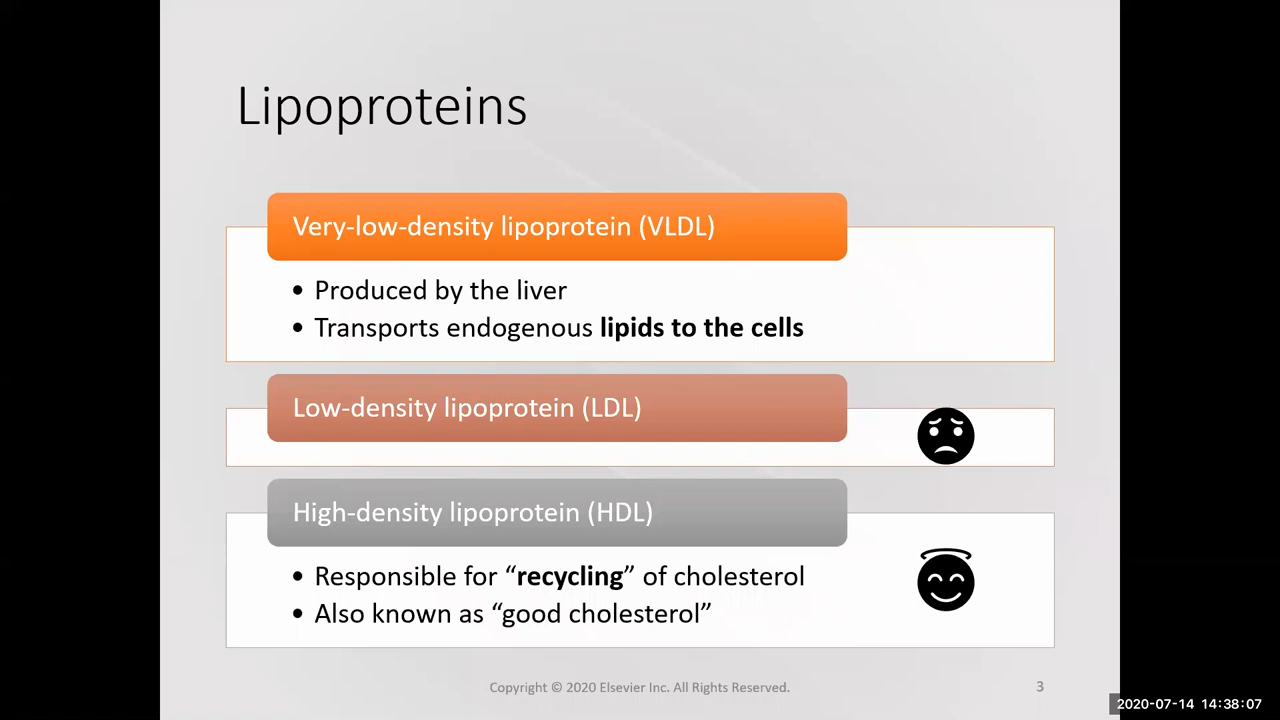 Lipoproteins
Very-low-density lipoprotein (VLDL)
• Produced by the liver
• Transports endogenous lipids to the cells
Low-density lipoprotein (LDL)
High-density lipoprotein (HDL)
• Responsible for “recycling” of cholesterol
• Also known as “good cholesterol”
Copyright © 2020 Elsevier Inc. All Rights Reserved.
3
2020-07-14 14:38:07